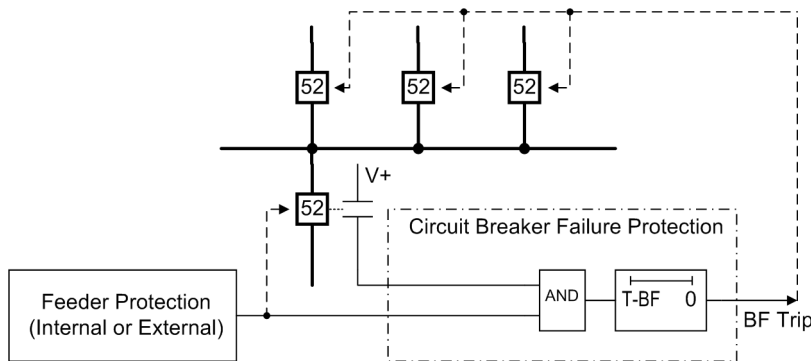 52
52
52
V+
52
Circuit Breaker Failure Protection
Feeder Protection
(Internal or External)
AND
T-BF 0
BF Trip